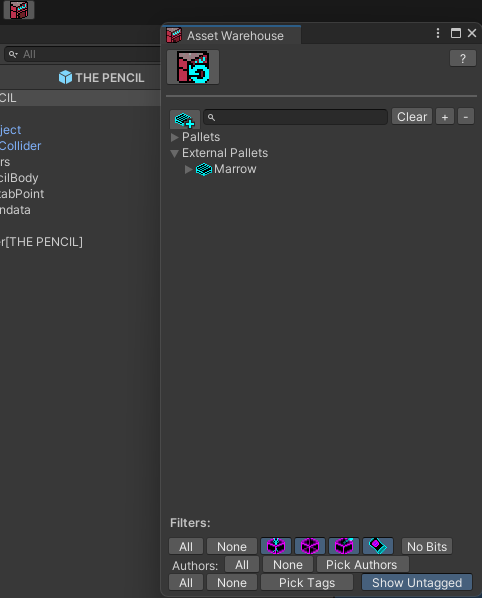 Asset Warehouse
All
?
THE PENCIL
CIL
Clear + -
ject
Pallets
Collider
External Pallets
rs
Marrow
cilBody
tabPoint
ndata
r[THE PENCIL]
Filters:
All None No Bits
Authors: All None Pick Authors
All None Pick Tags Show Untagged